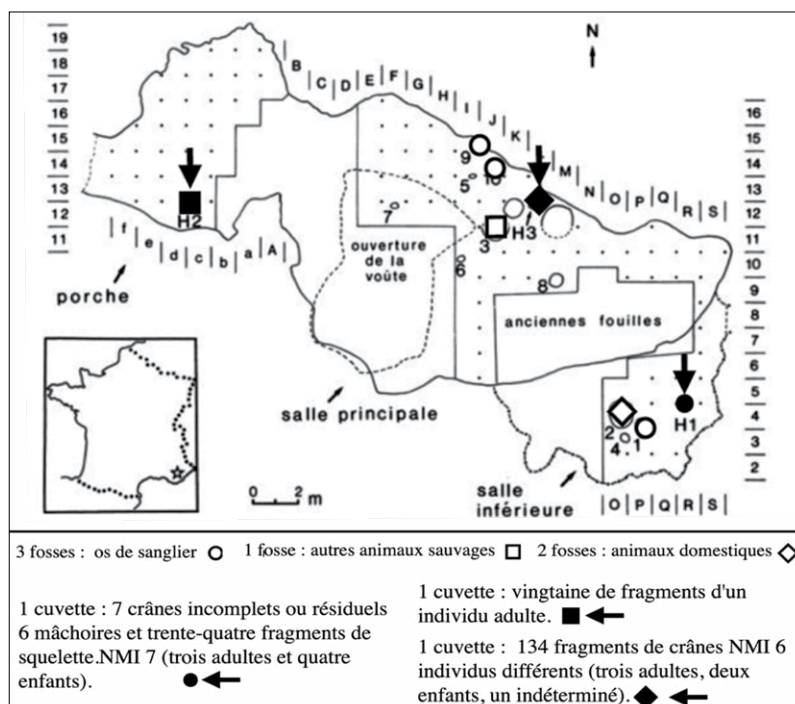 19
18
17
16
15
14
13
12
11
B C D E F G H I J K L M N O P Q R S
N
16
15
14
13
12
11
10
9
8
7
6
5
4
3
2
9
10
5
7
H2
3
H3
6
8
f e d c b a A
porche
ouverture
de la
voûte
anciennes fouilles
salle principale
H1
2
4
1
0 2 m
salle
inférieure
O P Q R S
3 fosses : os de sanglier
1 fosse : autres animaux sauvages
2 fosses : animaux domestiques
1 cuvette : 7 crânes incomplets ou résiduels
6 mâchoires et trente-quatre fragments de
squelette.NMI 7 (trois adultes et quatre
enfants).
1 cuvette : vingtaine de fragments d'un
individu adulte.
1 cuvette : 134 fragments de crânes NMI 6
individus différents (trois adultes, deux
enfants, un indéterminé).